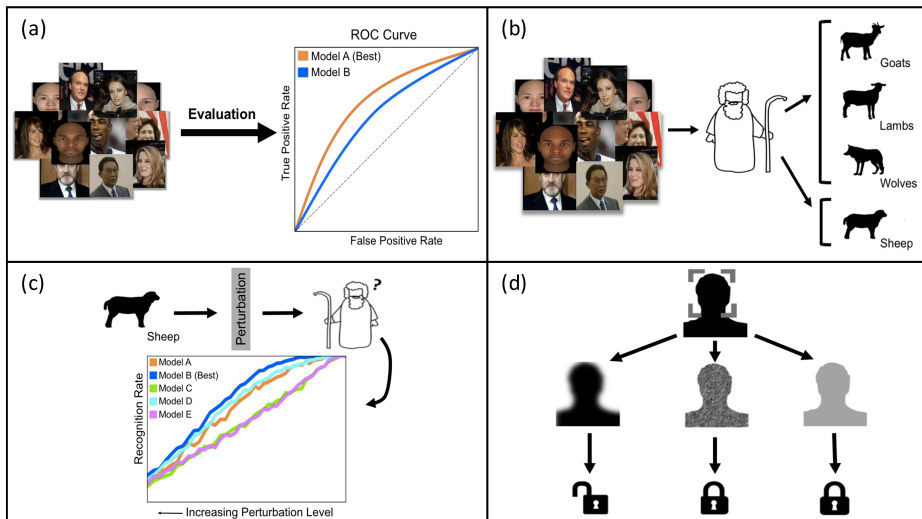 (a)
ROC Curve
Model A (Best)
Model B
Evaluation
True Positive Rate
False Positive Rate
(b)
Goats
Lambs
Wolves
Sheep
(c)
Sheep
Perturbation
?
Model A
Model B (Best)
Model C
Model D
Model E
Recognition Rate
Increasing Perturbation Level
(d)